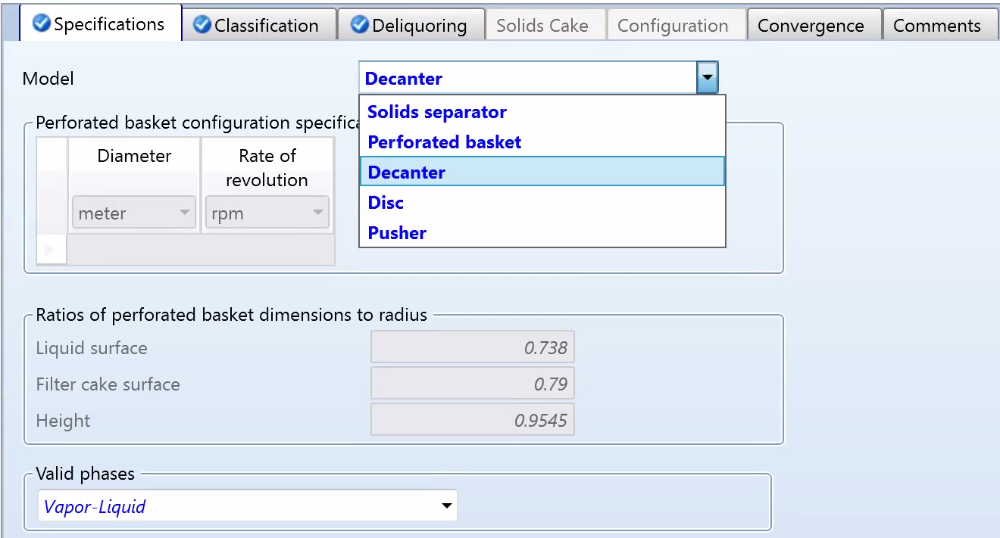 Specifications
Classification
Deliquoring
Solids Cake
Configuration
Convergence
Comments
Model
Decanter
Solids separator
Perforated basket
Decanter
Disc
Pusher
Perforated basket configuration specifica
Diameter
Rate of
revolution
meter
rpm
Ratios of perforated basket dimensions to radius
Liquid surface
0.738
Filter cake surface
0.79
Height
0.9545
Valid phases
Vapor-Liquid